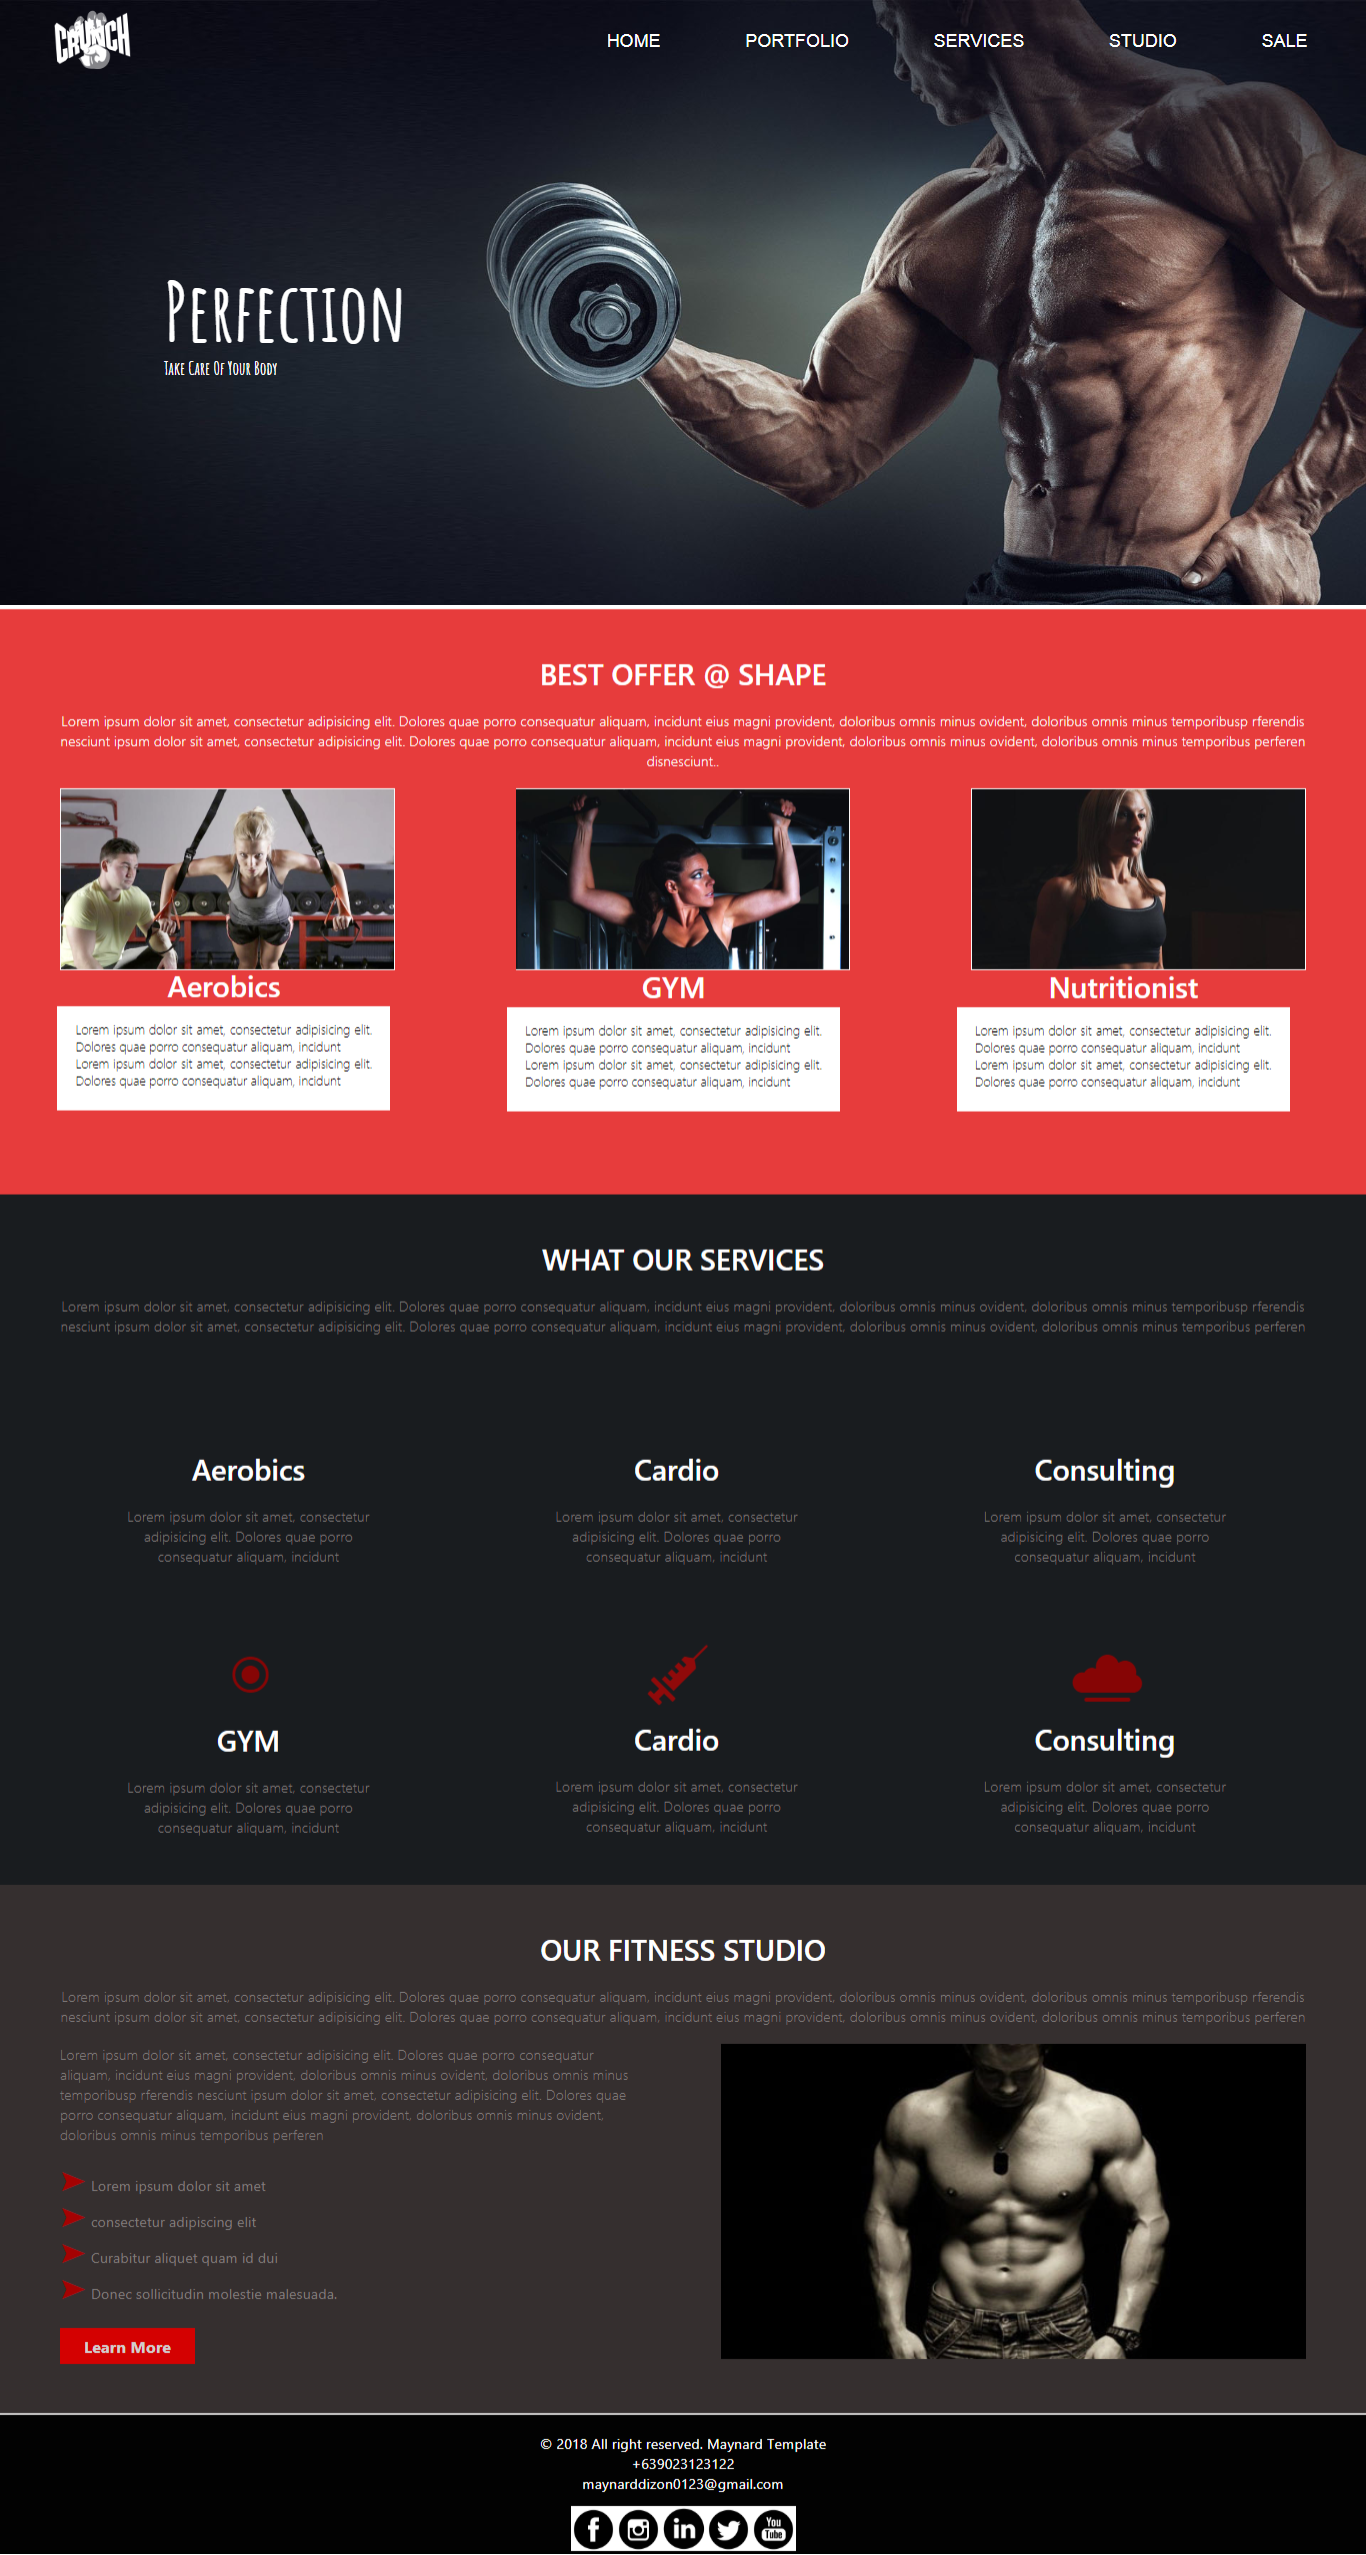 CRUNCH
HOME PORTFOLIO SERVICES STUDIO SALE
PERFECTION
TAKE CARE OF YOUR BODY
BEST OFFER @ SHAPE
Lorem ipsum dolor sit amet, consectetur adipisicing elit. Dolores quae porro consequatur aliquam, incidunt eius magni provident, doloribus omnis minus ovident, doloribus omnis minus temporibusp rferendis
nesciunt ipsum dolor sit amet, consectetur adipisicing elit. Dolores quae porro consequatur aliquam, incidunt eius magni provident, doloribus omnis minus ovident, doloribus omnis minus temporibus perferen
disnesciunt..
Aerobics
Lorem ipsum dolor sit amet, consectetur adipisicing elit.
Dolores quae porro consequatur aliquam, incidunt
Lorem ipsum dolor sit amet, consectetur adipisicing elit.
Dolores quae porro consequatur aliquam, incidunt
GYM
Lorem ipsum dolor sit amet, consectetur adipisicing elit.
Dolores quae porro consequatur aliquam, incidunt
Lorem ipsum dolor sit amet, consectetur adipisicing elit.
Dolores quae porro consequatur aliquam, incidunt
Nutritionist
Lorem ipsum dolor sit amet, consectetur adipisicing elit.
Dolores quae porro consequatur aliquam, incidunt
Lorem ipsum dolor sit amet, consectetur adipisicing elit.
Dolores quae porro consequatur aliquam, incidunt
WHAT OUR SERVICES
Lorem ipsum dolor sit amet, consectetur adipisicing elit. Dolores quae porro consequatur aliquam, incidunt eius magni provident, doloribus omnis minus ovident, doloribus omnis minus temporibusp rferendis
nesciunt ipsum dolor sit amet, consectetur adipisicing elit. Dolores quae porro consequatur aliquam, incidunt eius magni provident, doloribus omnis minus ovident, doloribus omnis minus temporibus perferen
Aerobics
Lorem ipsum dolor sit amet, consectetur
adipisicing elit. Dolores quae porro
consequatur aliquam, incidunt
Cardio
Lorem ipsum dolor sit amet, consectetur
adipisicing elit. Dolores quae porro
consequatur aliquam, incidunt
Consulting
Lorem ipsum dolor sit amet, consectetur
adipisicing elit. Dolores quae porro
consequatur aliquam, incidunt
GYM
Lorem ipsum dolor sit amet, consectetur
adipisicing elit. Dolores quae porro
consequatur aliquam, incidunt
Cardio
Lorem ipsum dolor sit amet, consectetur
adipisicing elit. Dolores quae porro
consequatur aliquam, incidunt
Consulting
Lorem ipsum dolor sit amet, consectetur
adipisicing elit. Dolores quae porro
consequatur aliquam, incidunt
OUR FITNESS STUDIO
Lorem ipsum dolor sit amet, consectetur adipisicing elit. Dolores quae porro consequatur aliquam, incidunt eius magni provident, doloribus omnis minus ovident, doloribus omnis minus temporibusp rferendis
nesciunt ipsum dolor sit amet, consectetur adipisicing elit. Dolores quae porro consequatur aliquam, incidunt eius magni provident, doloribus omnis minus ovident, doloribus omnis minus temporibus perferen
Lorem ipsum dolor sit amet, consectetur adipisicing elit. Dolores quae porro consequatur
aliquam, incidunt eius magni provident, doloribus omnis minus ovident, doloribus omnis minus
temporibusp rferendis nesciunt ipsum dolor sit amet, consectetur adipisicing elit. Dolores quae
porro consequatur aliquam, incidunt eius magni provident, doloribus omnis minus ovident,
doloribus omnis minus temporibus perferen
Lorem ipsum dolor sit amet
consectetur adipiscing elit
Curabitur aliquet quam id dui
Donec sollicitudin molestie malesuada.
Learn More
© 2018 All right reserved. Maynard Template
+639023123122
maynarddizon0123@gmail.com
f in You Tube